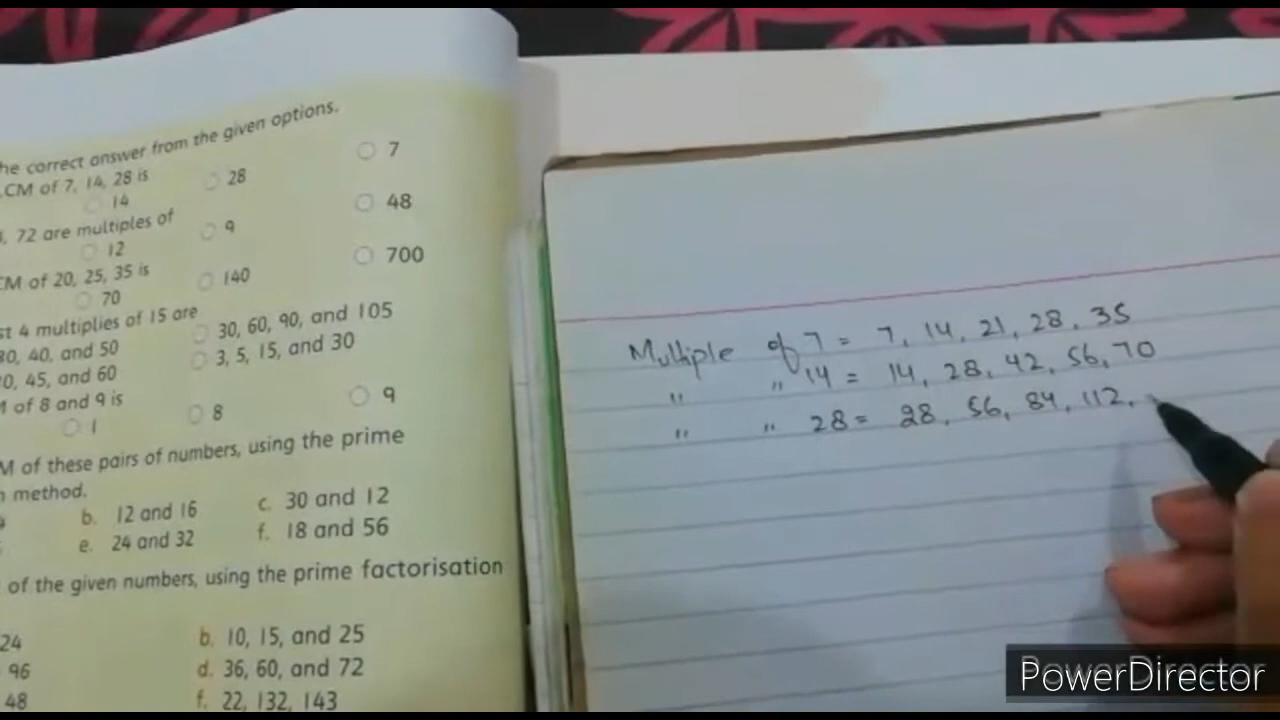 he correct answer from the given options.
CM of 7, 14, 28 is
14
28
7
, 72 are multiples of
12
9
48
CM of 20, 25, 35 is
70
140
700
st 4 multiplies of 15 are
30, 40, and 50
30, 60, 90, and 105
0, 45, and 60
3, 5, 15, and 30
M of 8 and 9 is
1
8
9
M of these pairs of numbers, using the prime
n method.
b. 12 and 16
c. 30 and 12
e. 24 and 32
f. 18 and 56
of the given numbers, using the prime factorisation
24
b. 10, 15, and 25
96
d. 36, 60, and 72
48
f. 22, 132, 143
Multiple of 7 = 7, 14, 21, 28, 35
" " 14 = 14, 28, 42, 56, 70
" " 28 = 28, 56, 84, 112,
PowerDirector